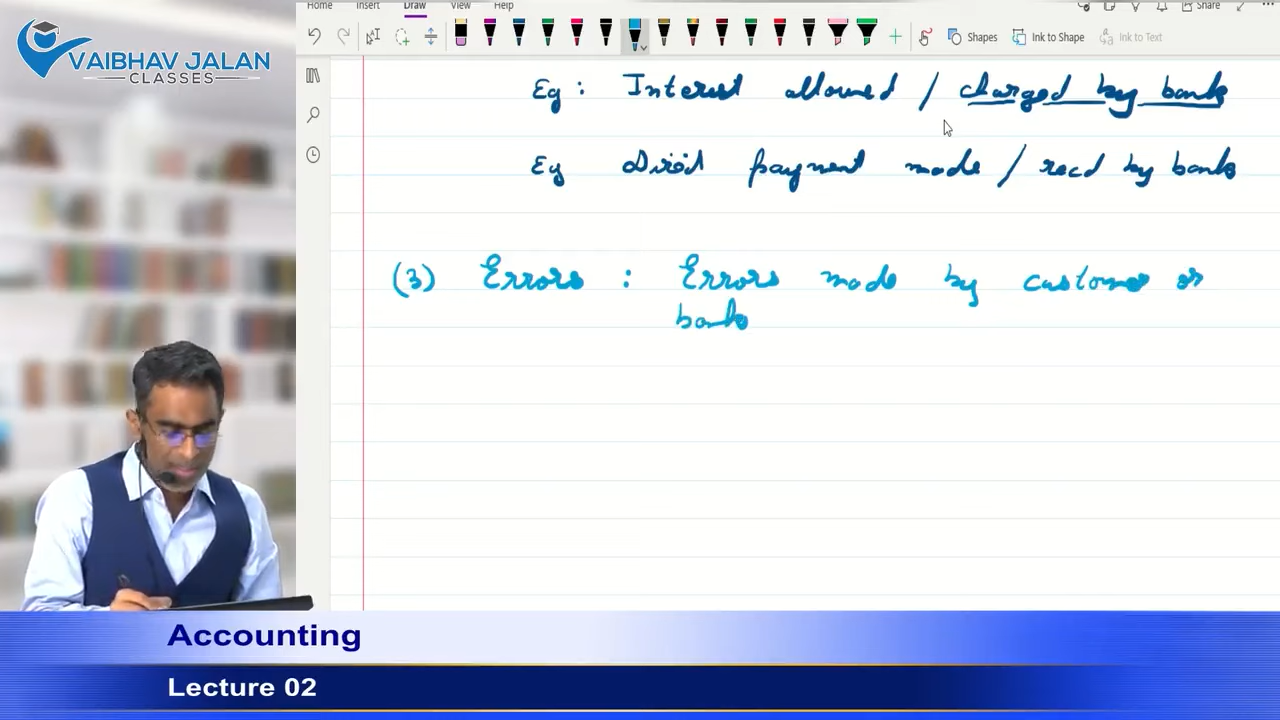 Home Insert Draw View Help Share
VAIBHAV JALAN
CLASSES
Shapes Ink to Shape Ink to Text
Eg : Interest allowed / charged by bank
Eg Direct payment made / recd by bank
(3) Errors : Errors made by customer or
bank
Accounting
Lecture 02